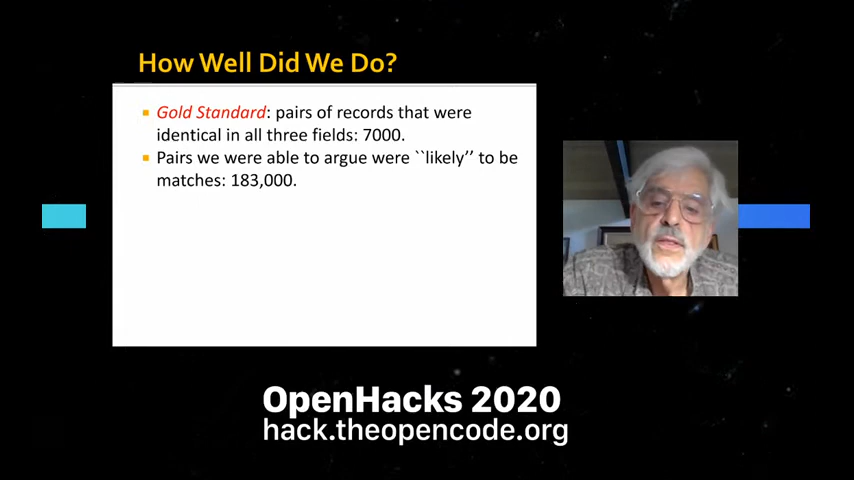 How Well Did We Do?
Gold Standard: pairs of records that were
identical in all three fields: 7000.
Pairs we were able to argue were ``likely’’ to be
matches: 183,000.
OpenHacks 2020
hack.theopencode.org